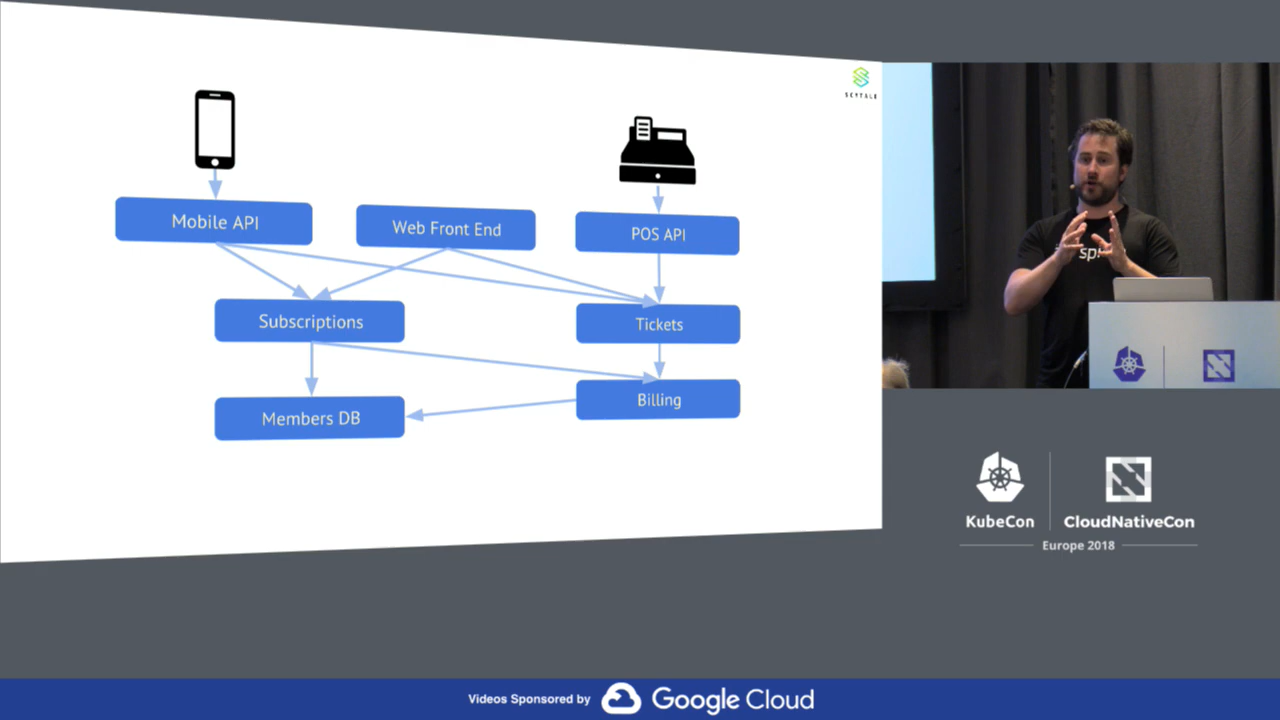 SCYTALE
Mobile API
Web Front End
POS API
Subscriptions
Tickets
Billing
Members DB
KubeCon
CloudNativeCon
Europe 2018
Videos Sponsored by
Google Cloud